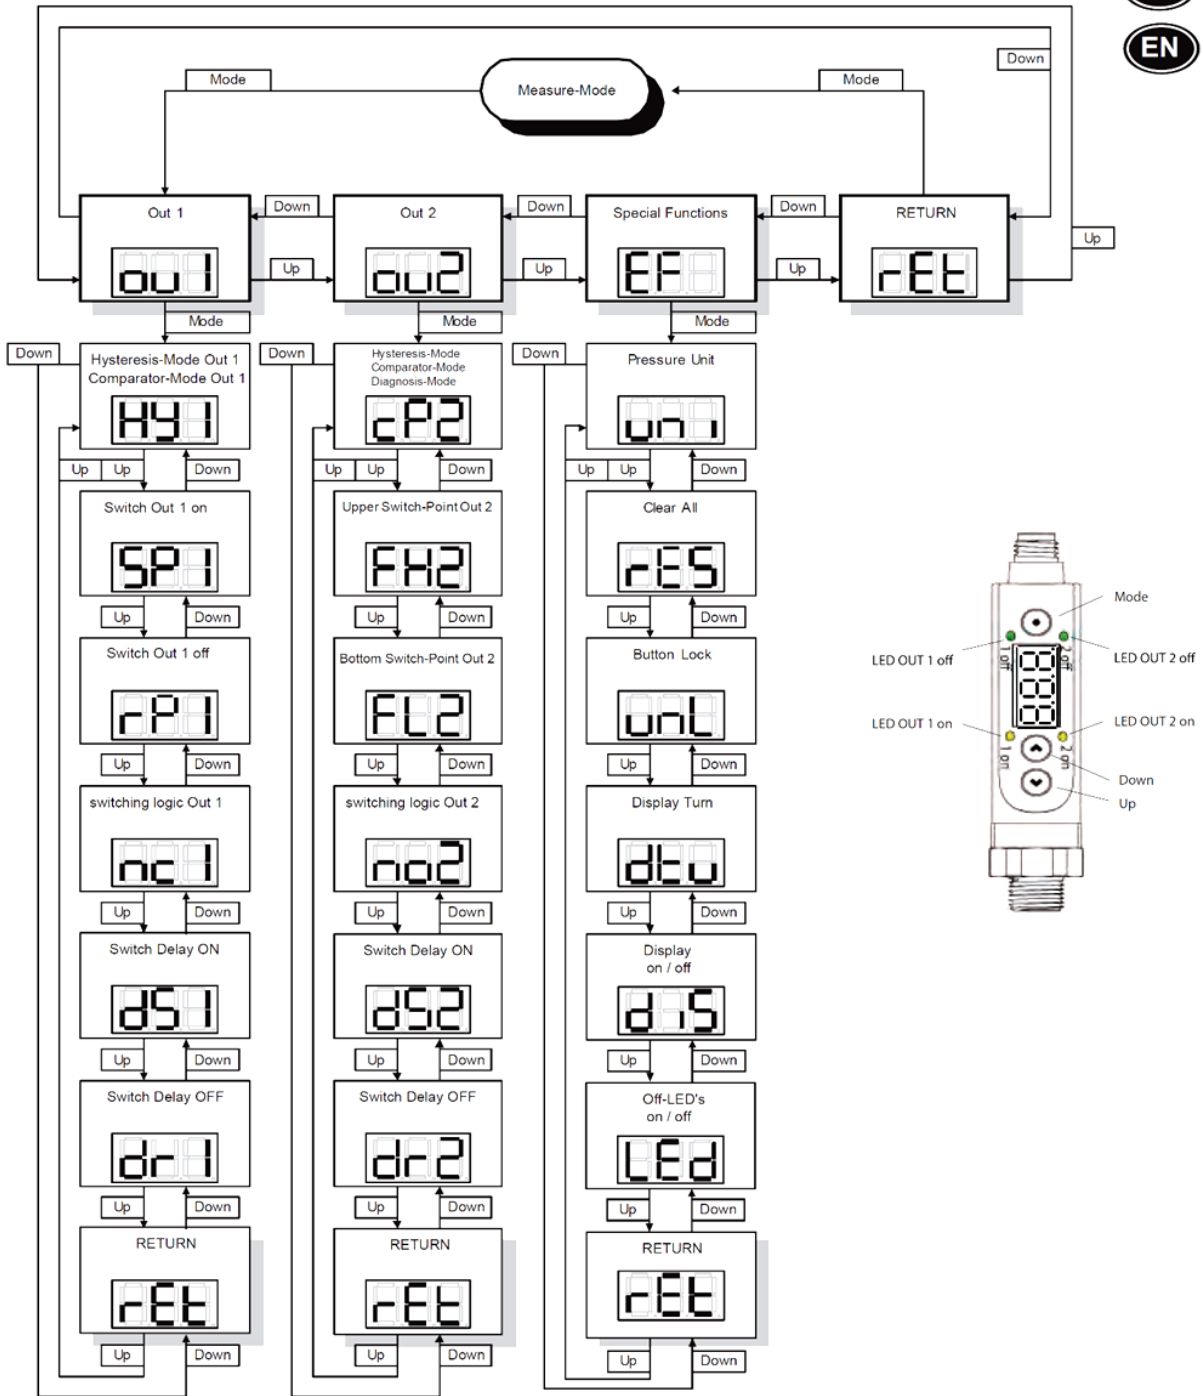 EN
Down
Mode
Measure-Mode
Mode
Out 1
ou1
Down
Up
Out 2
ou2
Down
Up
Special Functions
EF
Down
Up
RETURN
rEt
Up
Mode
Mode
Mode
Down
Hysteresis-Mode Out 1
Comparator-Mode Out 1
HY1
Up
Up
Down
Switch Out 1 on
SP1
Up
Down
Switch Out 1 off
rP1
Up
Down
switching logic Out 1
nc1
Up
Down
Switch Delay ON
dS1
Up
Down
Switch Delay OFF
dr1
Up
Down
RETURN
rEt
Up
Down
Down
Hysteresis-Mode
Comparator-Mode
Diagnosis-Mode
cP2
Up
Up
Down
Upper Switch-Point Out 2
FH2
Up
Down
Bottom Switch-Point Out 2
FL2
Up
Down
switching logic Out 2
no2
Up
Down
Switch Delay ON
dS2
Up
Down
Switch Delay OFF
dr2
Up
Down
RETURN
rEt
Up
Down
Down
Pressure Unit
uni
Up
Up
Down
Clear All
rES
Up
Down
Button Lock
unL
Up
Down
Display Turn
dtu
Up
Down
Display
on / off
diS
Up
Down
Off-LED's
on / off
LEd
Up
Down
RETURN
rEt
Up
Down
Mode
LED OUT 1 off
LED OUT 2 off
1 off
2 off
888
LED OUT 1 on
LED OUT 2 on
1 on
2 on
Down
Up